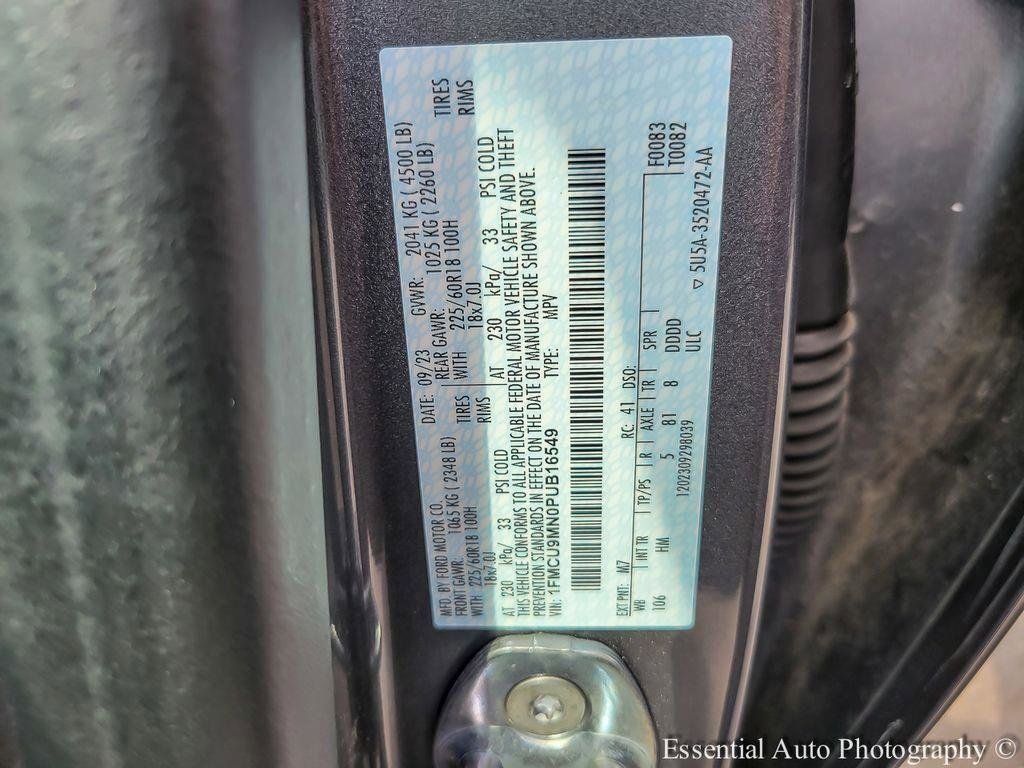 MFD. BY FORD MOTOR CO. DATE: 09/23 GVWR: 2041 KG ( 4500 LB)
FRONT GAWR: 1065 KG ( 2348 LB) REAR GAWR: 1025 KG ( 2260 LB)
WITH 225/60R18 100H TIRES WITH 225/60R18 100H TIRES
18x7.0J RIMS 18x7.0J RIMS
AT 230 kPa/ 33 PSI COLD AT 230 kPa/ 33 PSI COLD
THIS VEHICLE CONFORMS TO ALL APPLICABLE FEDERAL MOTOR VEHICLE SAFETY AND THEFT
PREVENTION STANDARDS IN EFFECT ON THE DATE OF MANUFACTURE SHOWN ABOVE.
VIN: 1FMCU9MN0PUB16549 TYPE: MPV
EXT PNT: M7 RC: 41 DSO: F0083
WB INT TR TP/PS R AXLE TR SPR T0082
106 HM 5 81 8 DDDD
ULC
120230929B039 5U5A-3520472-AA
Essential Auto Photography ©